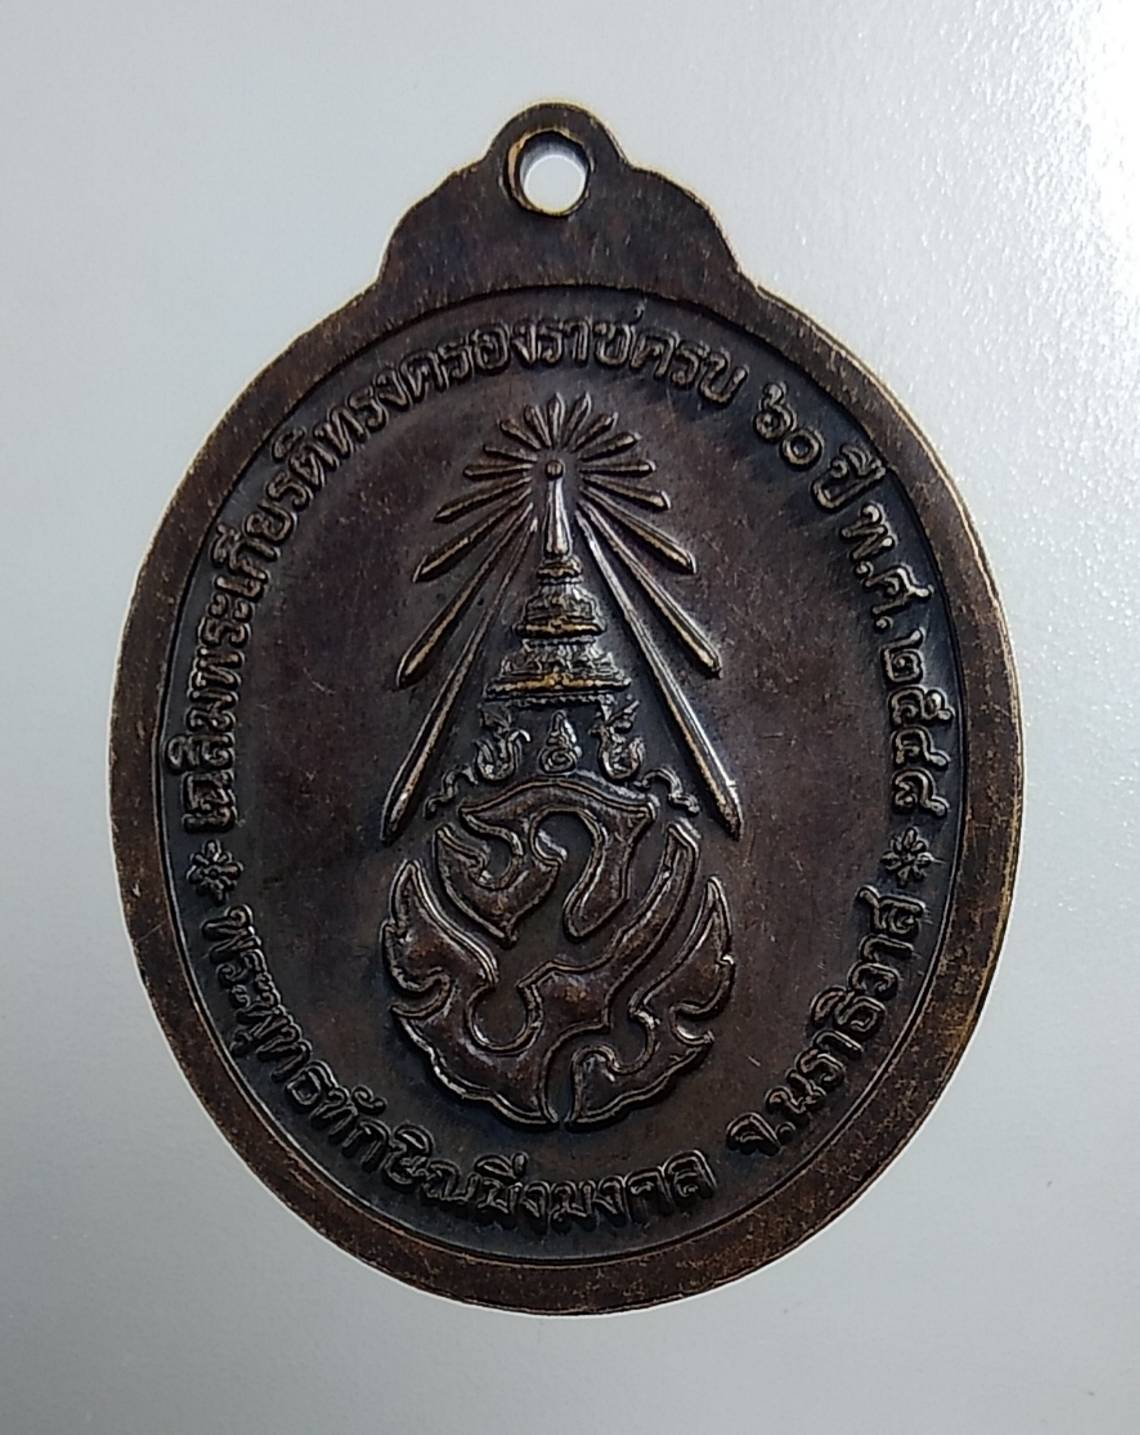 เฉลิมพระเกียรติทรงครองราชครบ ๖๐ ปี พ.ศ. ๒๕๔๙
พระพุทธทักษิณมิ่งมงคล จ.นราธิวาส